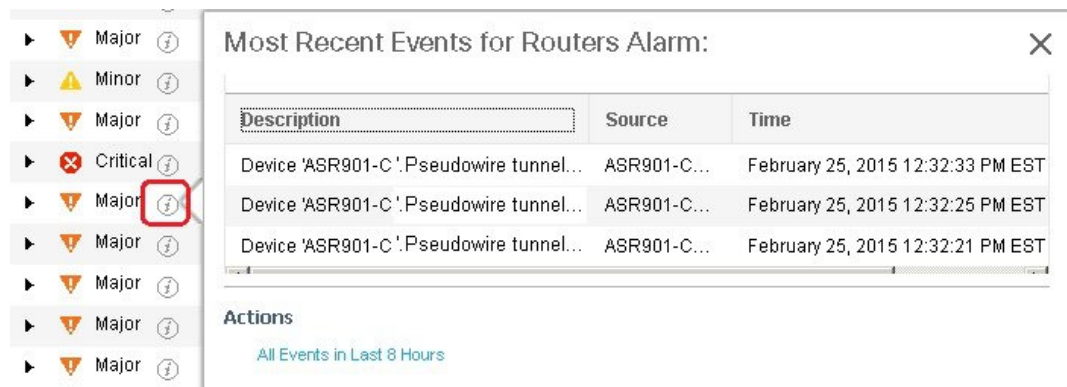 Major
Minor
Major
Critical
Major
Major
Major
Major
Major
Most Recent Events for Routers Alarm:
Description Source Time
Device 'ASR901-C '.Pseudowire tunnel... ASR901-C... February 25, 2015 12:32:33 PM EST
Device 'ASR901-C '.Pseudowire tunnel... ASR901-C... February 25, 2015 12:32:25 PM EST
Device 'ASR901-C '.Pseudowire tunnel... ASR901-C... February 25, 2015 12:32:21 PM EST
Actions
All Events in Last 8 Hours